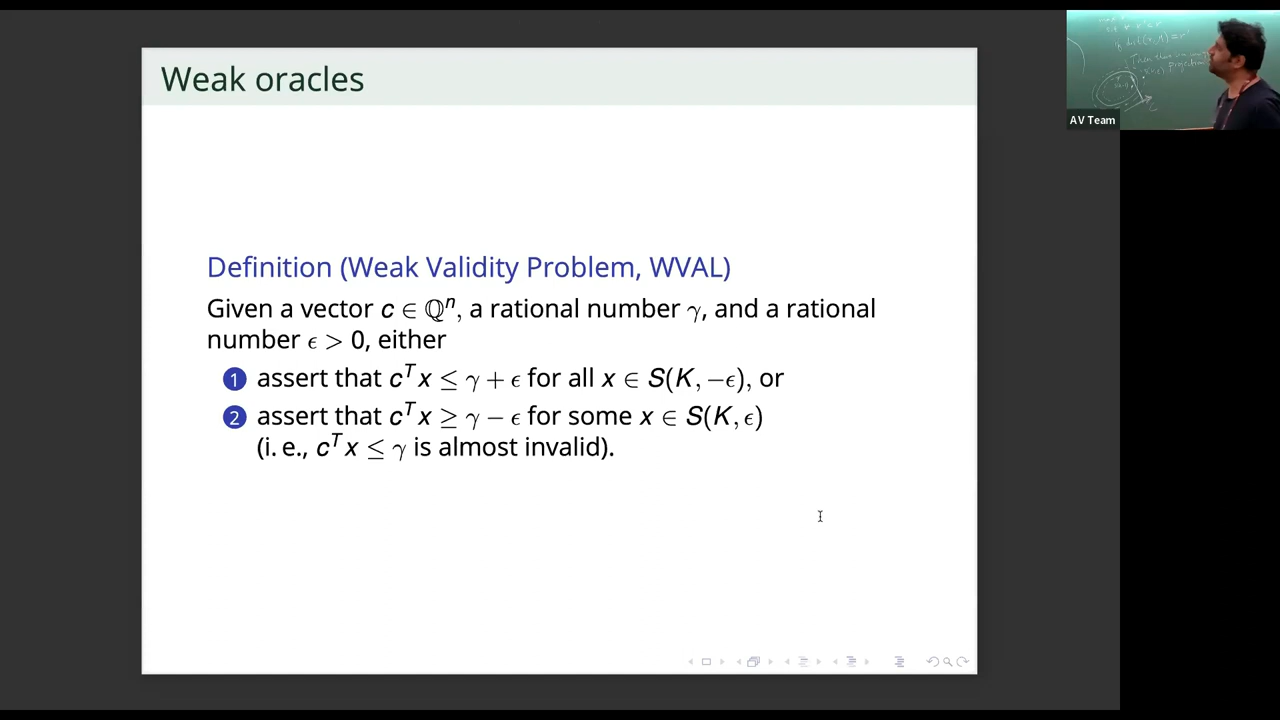 Weak oracles
Definition (Weak Validity Problem, WVAL)
Given a vector c ∈ ℚⁿ, a rational number γ, and a rational
number ϵ > 0, either
1 assert that cᵀx ≤ γ + ϵ for all x ∈ S(K, −ϵ), or
2 assert that cᵀx ≥ γ − ϵ for some x ∈ S(K, ϵ)
(i. e., cᵀx ≤ γ is almost invalid).
AV Team